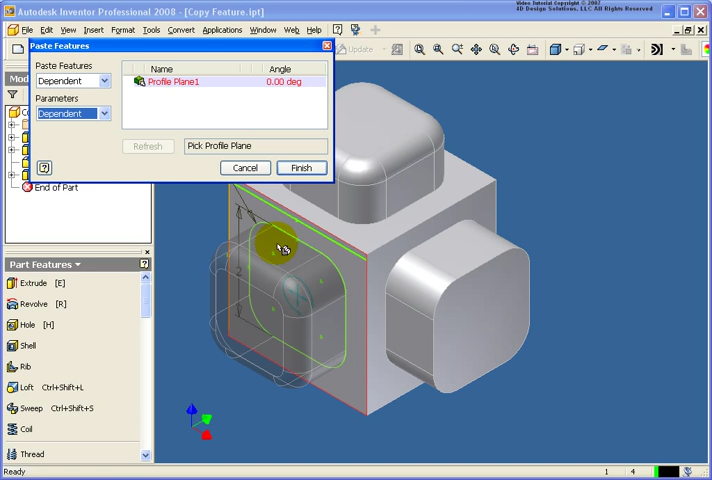 Video Tutorial Copyright © 2007
Autodesk Inventor Professional 2008 - [Copy Feature.ipt]
4D Design Solutions, LLC All Rights Reserved
File Edit View Insert Format Tools Convert Applications Window Web Help
Paste Features
Update
Paste Features
Dependent
Parameters
Dependent
Name Angle
Profile Plane1 0.00 deg
Refresh
Pick Profile Plane
Cancel
Finish
End of Part
2
Part Features
Extrude [E]
Revolve [R]
Hole [H]
Shell
Rib
Loft Ctrl+Shift+L
Sweep Ctrl+Shift+S
Coil
Thread
Ready
1 4